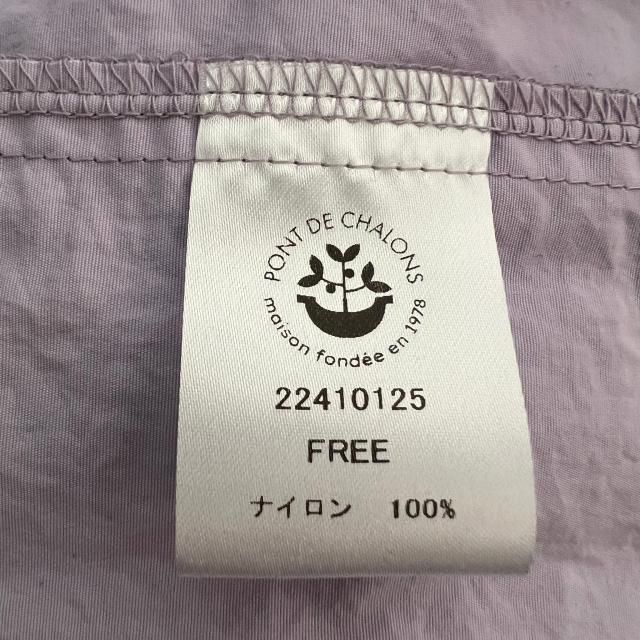 PONT DE CHALONS
maison fondée en 1978
22410125
FREE
ナイロン 100%